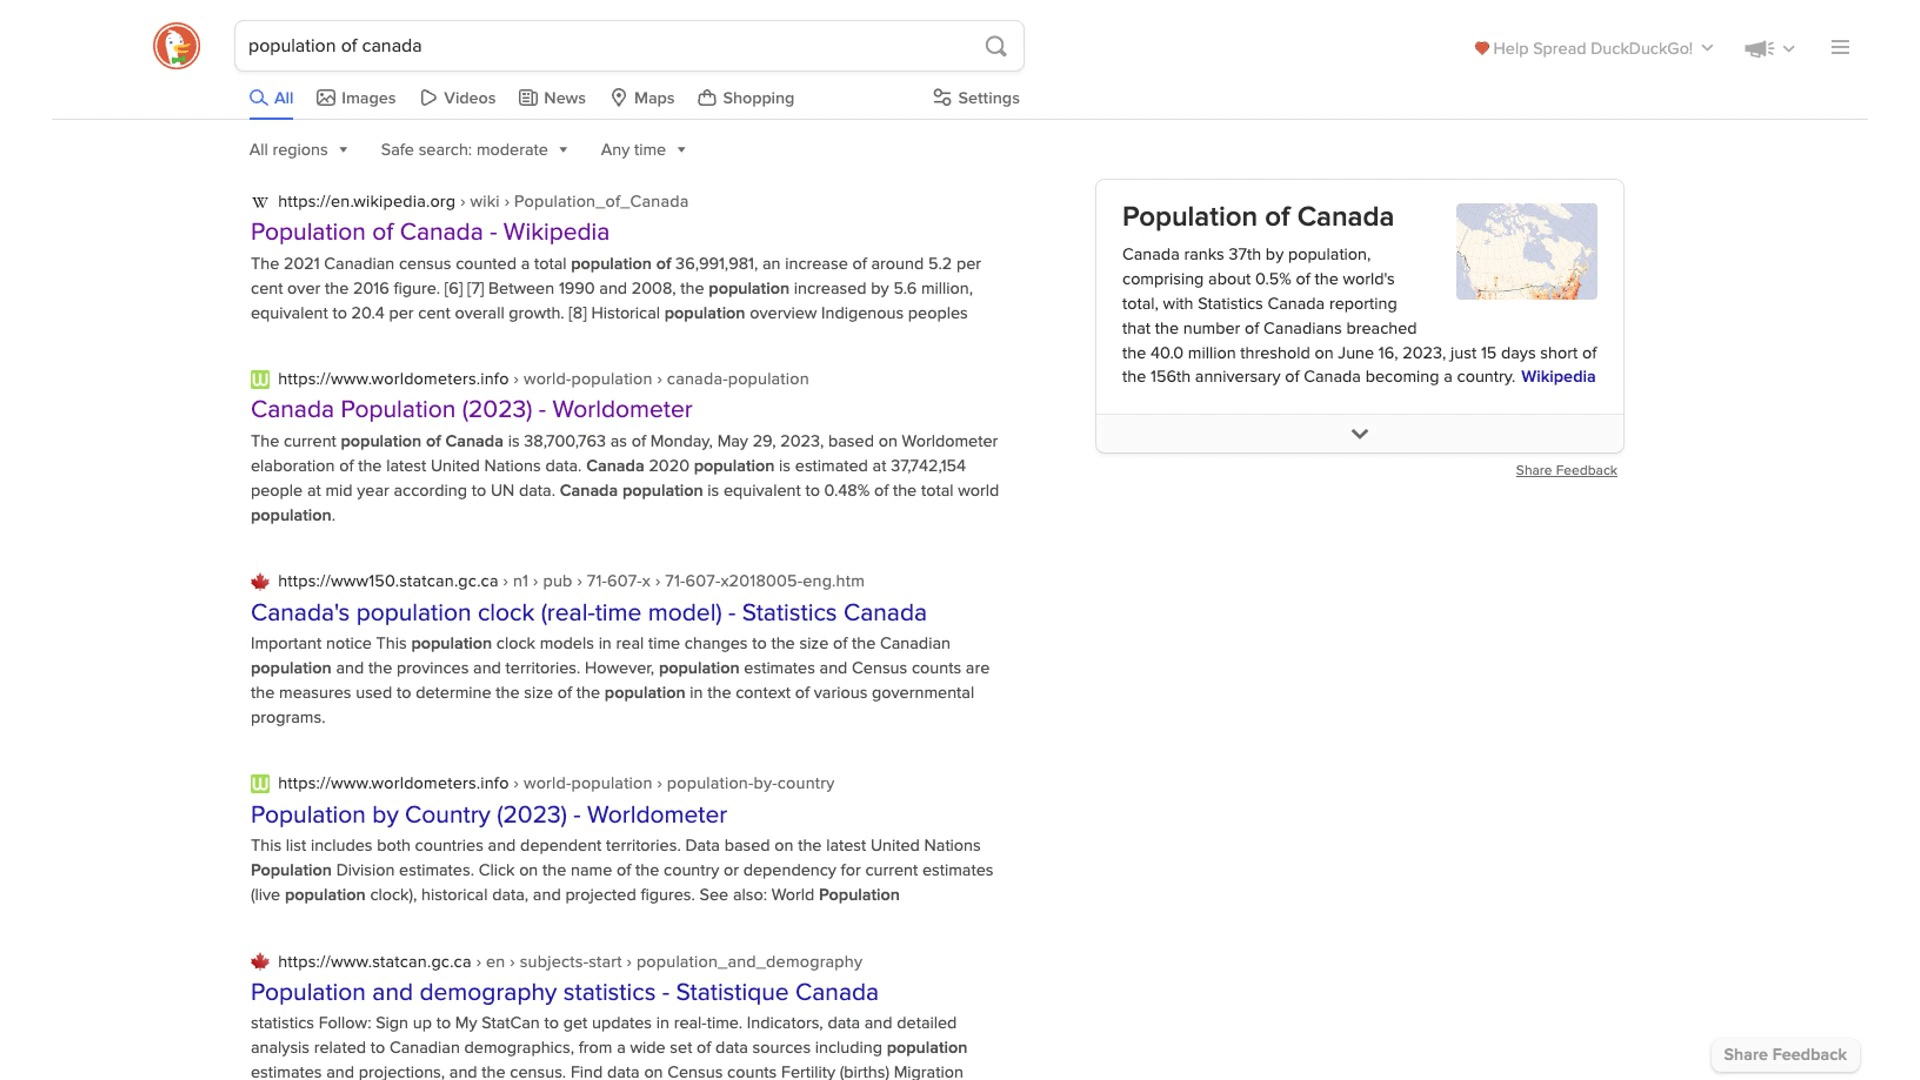 population of canada
Help Spread DuckDuckGo!
All
Images
Videos
News
Maps
Shopping
Settings
All regions
Safe search: moderate
Any time
W https://en.wikipedia.org › wiki › Population_of_Canada
Population of Canada - Wikipedia
The 2021 Canadian census counted a total population of 36,991,981, an increase of around 5.2 per
cent over the 2016 figure. [6] [7] Between 1990 and 2008, the population increased by 5.6 million,
equivalent to 20.4 per cent overall growth. [8] Historical population overview Indigenous peoples
W https://www.worldometers.info › world-population › canada-population
Canada Population (2023) - Worldometer
The current population of Canada is 38,700,763 as of Monday, May 29, 2023, based on Worldometer
elaboration of the latest United Nations data. Canada 2020 population is estimated at 37,742,154
people at mid year according to UN data. Canada population is equivalent to 0.48% of the total world
population.
https://www150.statcan.gc.ca › n1 › pub › 71-607-x › 71-607-x2018005-eng.htm
Canada's population clock (real-time model) - Statistics Canada
Important notice This population clock models in real time changes to the size of the Canadian
population and the provinces and territories. However, population estimates and Census counts are
the measures used to determine the size of the population in the context of various governmental
programs.
W https://www.worldometers.info › world-population › population-by-country
Population by Country (2023) - Worldometer
This list includes both countries and dependent territories. Data based on the latest United Nations
Population Division estimates. Click on the name of the country or dependency for current estimates
(live population clock), historical data, and projected figures. See also: World Population
https://www.statcan.gc.ca › en › subjects-start › population_and_demography
Population and demography statistics - Statistique Canada
statistics Follow: Sign up to My StatCan to get updates in real-time. Indicators, data and detailed
analysis related to Canadian demographics, from a wide set of data sources including population
estimates and projections, and the census. Find data on Census counts Fertility (births) Migration
Population of Canada
Canada ranks 37th by population,
comprising about 0.5% of the world's
total, with Statistics Canada reporting
that the number of Canadians breached
the 40.0 million threshold on June 16, 2023, just 15 days short of
the 156th anniversary of Canada becoming a country. Wikipedia
Share Feedback
Share Feedback